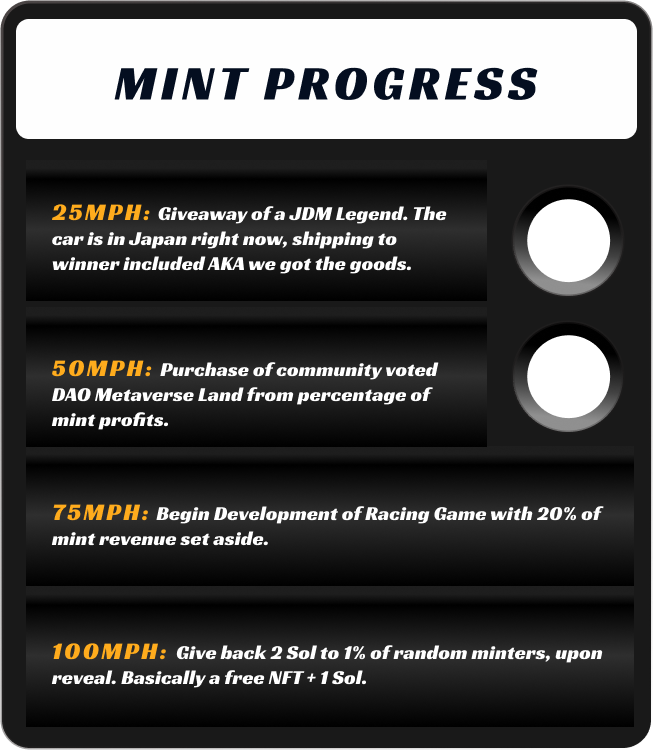 MINT PROGRESS
25MPH: Giveaway of a JDM Legend. The
car is in Japan right now, shipping to
winner included AKA we got the goods.
50MPH: Purchase of community voted
DAO Metaverse Land from percentage of
mint profits.
75MPH: Begin Development of Racing Game with 20% of
mint revenue set aside.
100MPH: Give back 2 Sol to 1% of random minters, upon
reveal. Basically a free NFT + 1 Sol.